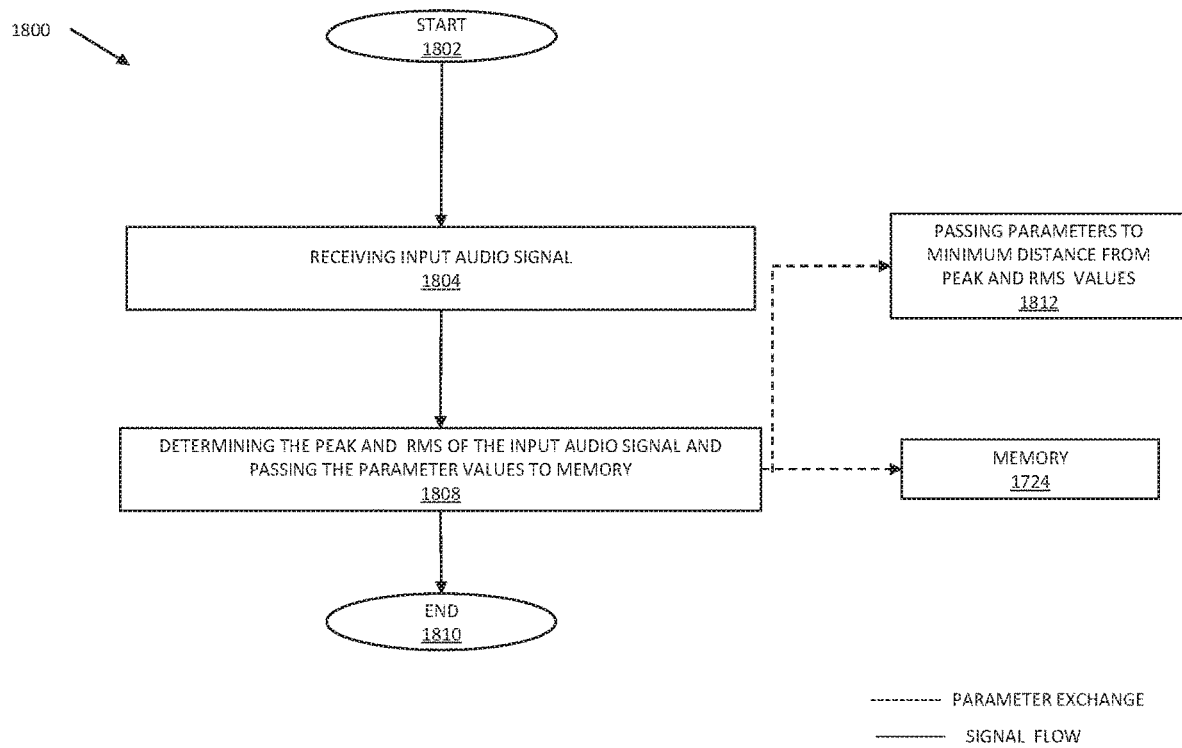 1800
START
1802
RECEIVING INPUT AUDIO SIGNAL
1804
PASSING PARAMETERS TO
MINIMUM DISTANCE FROM
PEAK AND RMS VALUES
1812
DETERMINING THE PEAK AND RMS OF THE INPUT AUDIO SIGNAL AND
PASSING THE PARAMETER VALUES TO MEMORY
1808
MEMORY
1724
END
1810
PARAMETER EXCHANGE
SIGNAL FLOW